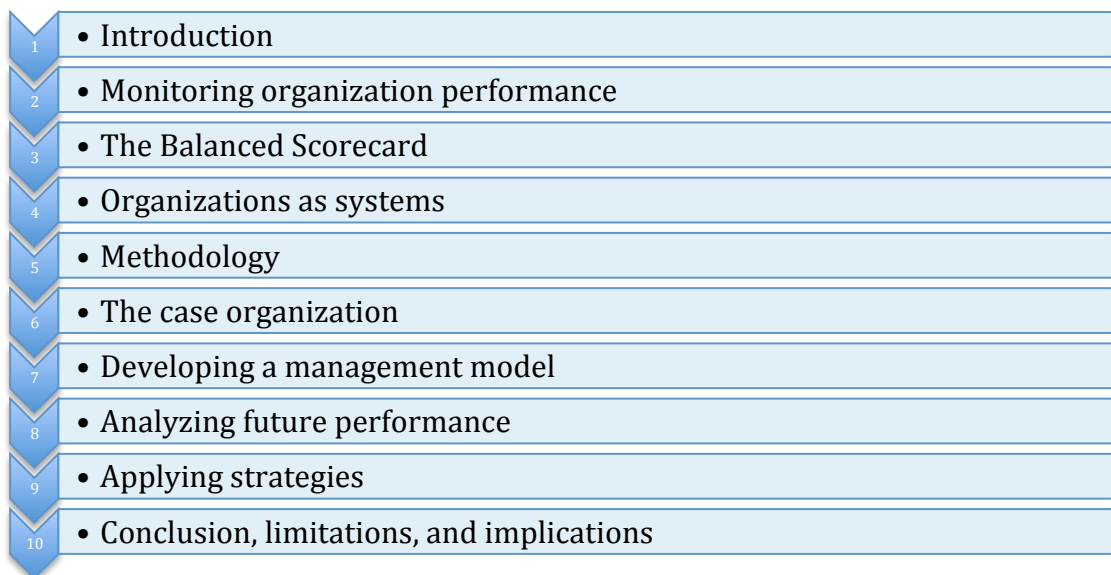 1 • Introduction
2 • Monitoring organization performance
3 • The Balanced Scorecard
4 • Organizations as systems
5 • Methodology
6 • The case organization
7 • Developing a management model
8 • Analyzing future performance
9 • Applying strategies
10 • Conclusion, limitations, and implications